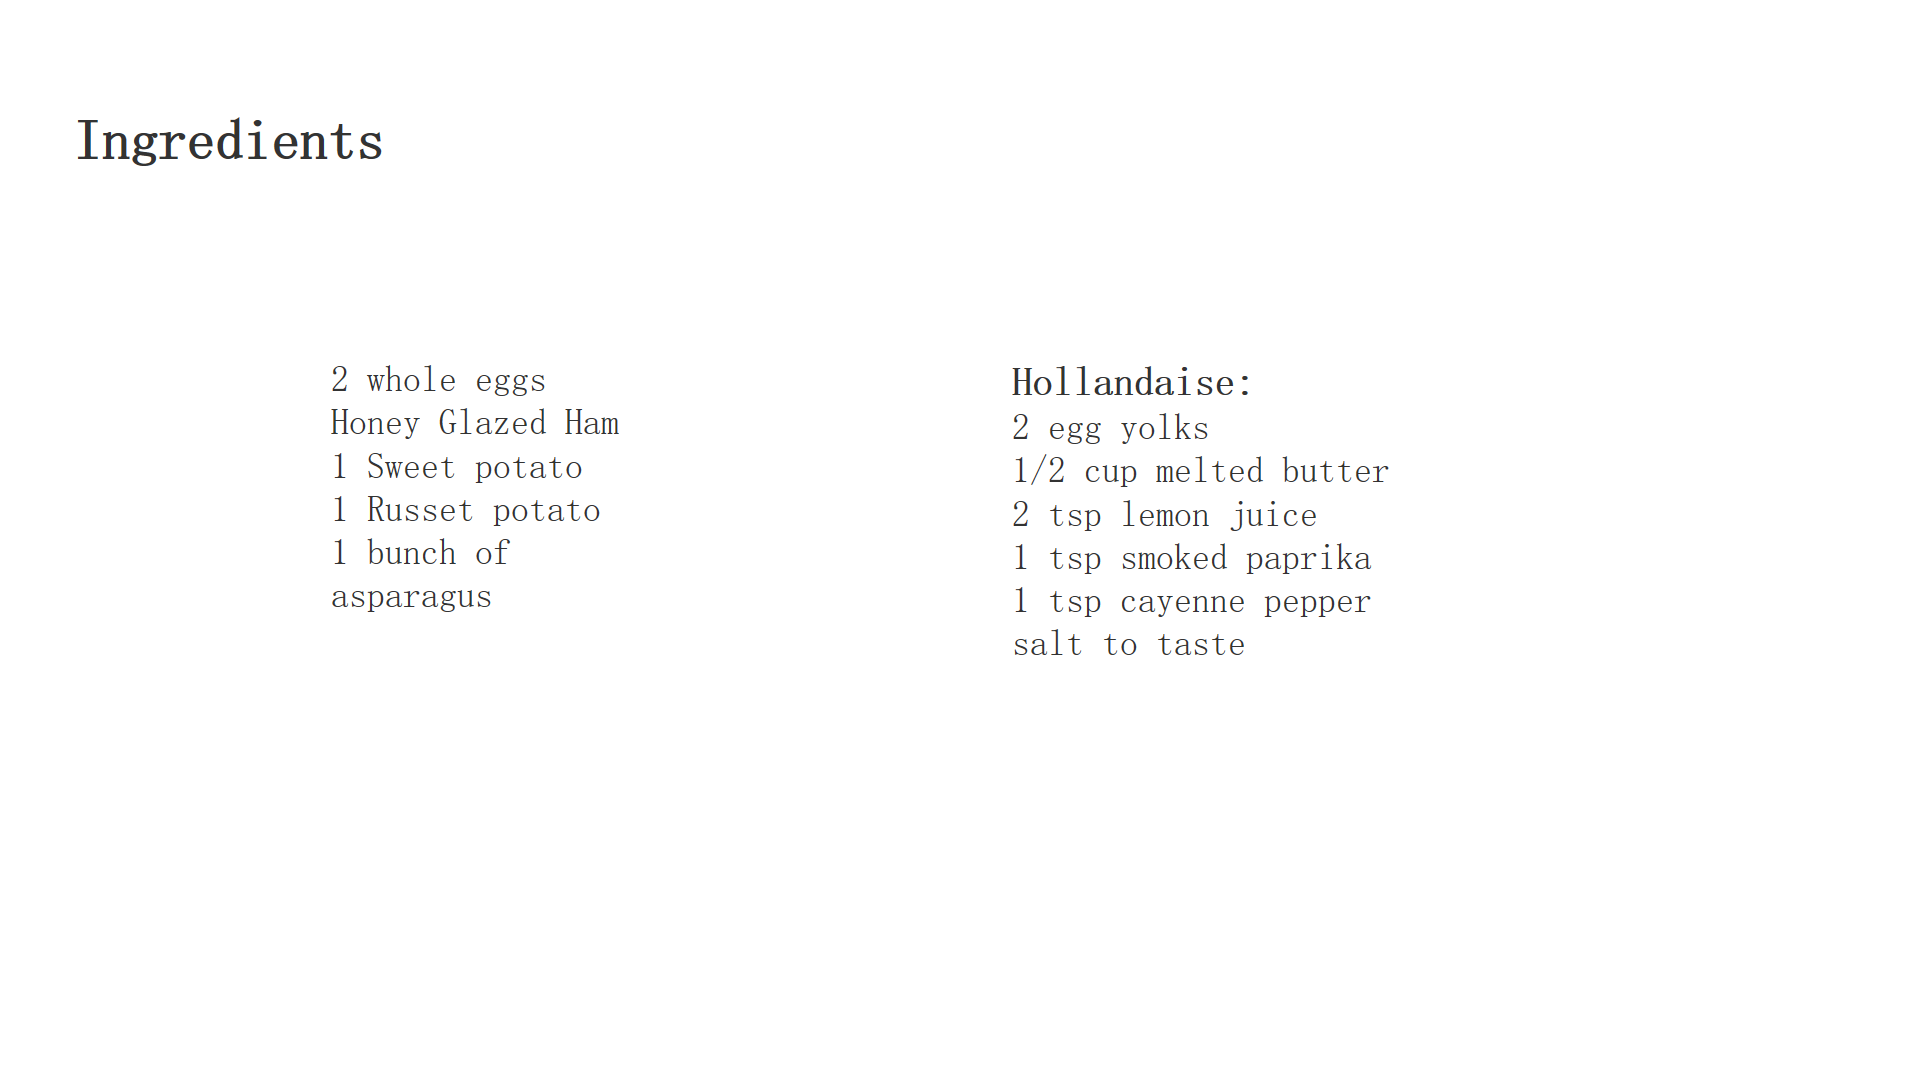 Ingredients
2 whole eggs
Honey Glazed Ham
1 Sweet potato
1 Russet potato
1 bunch of
asparagus
Hollandaise:
2 egg yolks
1/2 cup melted butter
2 tsp lemon juice
1 tsp smoked paprika
1 tsp cayenne pepper
salt to taste